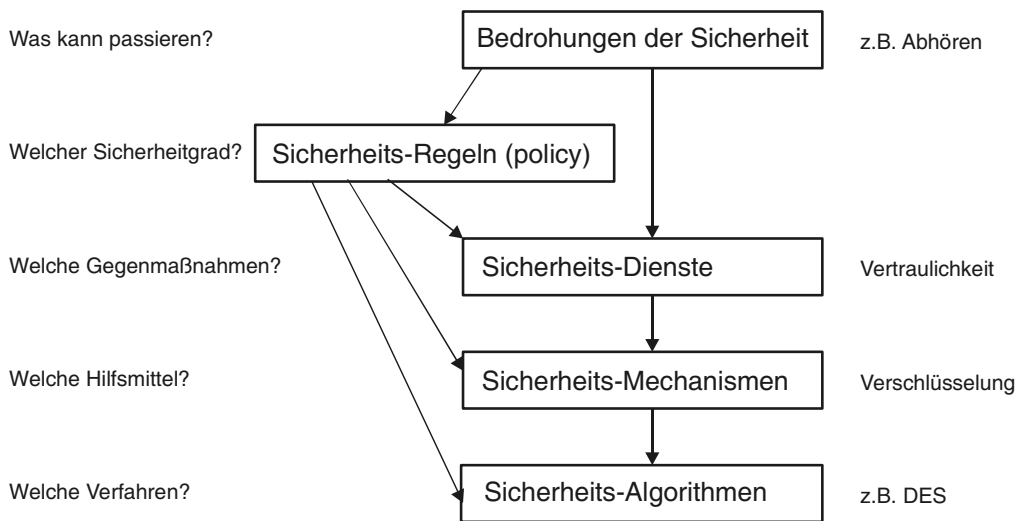 Was kann passieren?
Bedrohungen der Sicherheit
z.B. Abhören
Welcher Sicherheitgrad?
Sicherheits-Regeln (policy)
Welche Gegenmaßnahmen?
Sicherheits-Dienste
Vertraulichkeit
Welche Hilfsmittel?
Sicherheits-Mechanismen
Verschlüsselung
Welche Verfahren?
Sicherheits-Algorithmen
z.B. DES